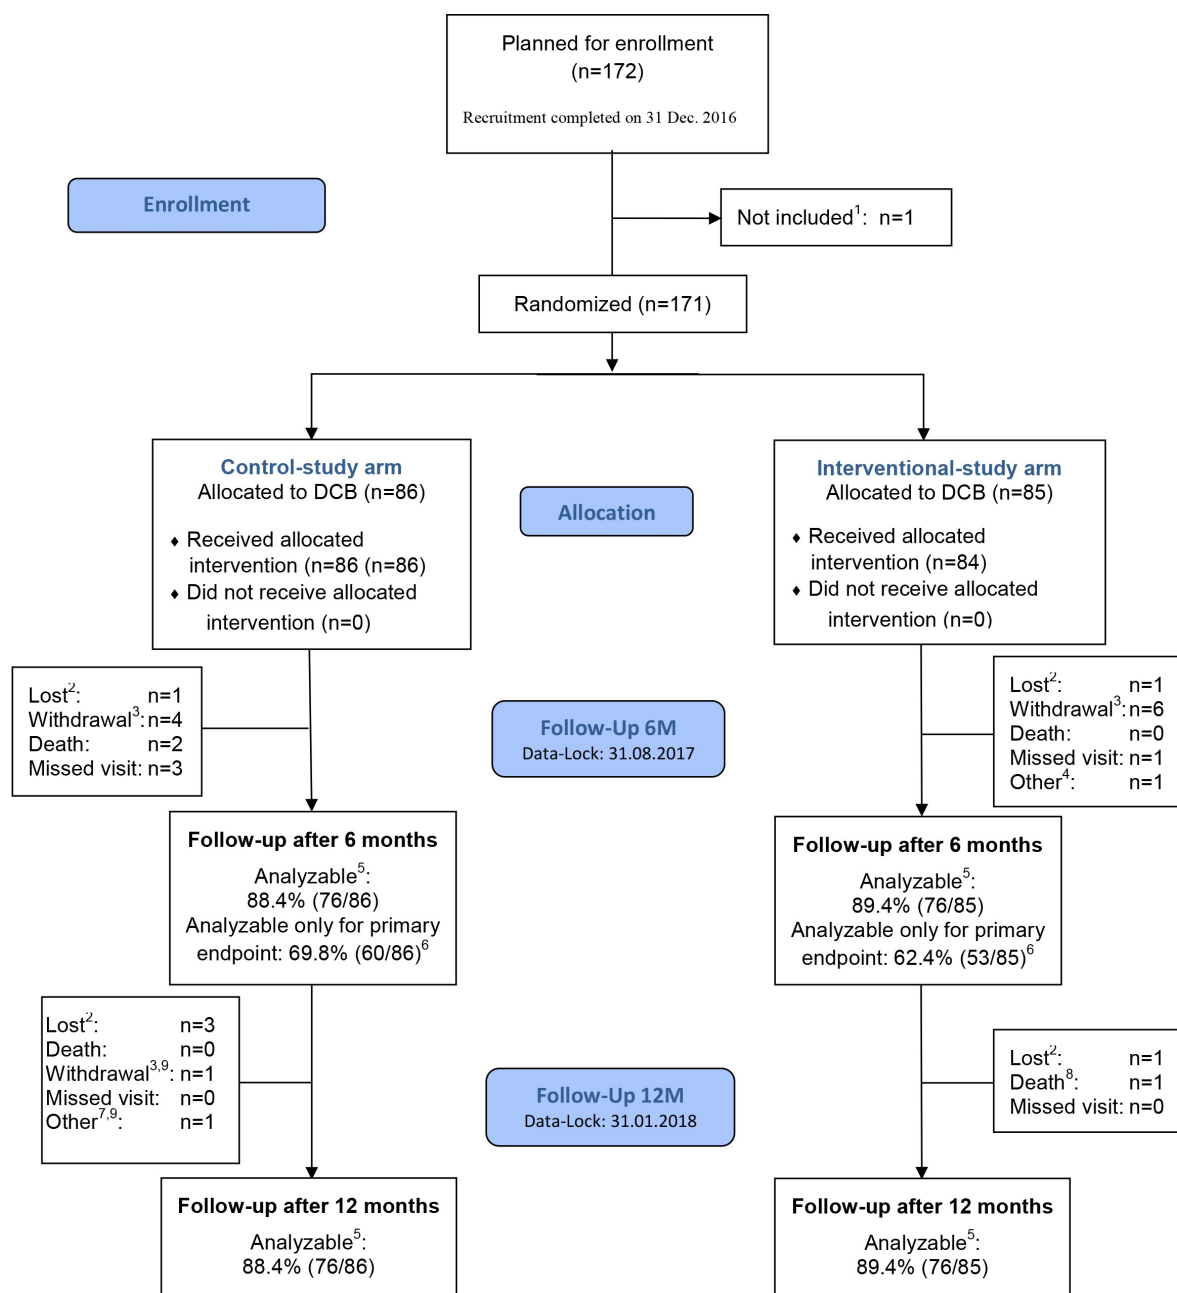 Planned for enrollment
(n=172)
Recruitment completed on 31 Dec. 2016
Enrollment
Not included¹: n=1
Randomized (n=171)
Control-study arm
Allocated to DCB (n=86)
♦ Received allocated
intervention (n=86 (n=86)
♦ Did not receive allocated
intervention (n=0)
Allocation
Interventional-study arm
Allocated to DCB (n=85)
♦ Received allocated
intervention (n=84)
♦ Did not receive allocated
intervention (n=0)
Lost²: n=1
Withdrawal³: n=4
Death: n=2
Missed visit: n=3
Follow-Up 6M
Data-Lock: 31.08.2017
Lost²: n=1
Withdrawal³: n=6
Death: n=0
Missed visit: n=1
Other⁴: n=1
Follow-up after 6 months
Analyzable⁵:
88.4% (76/86)
Analyzable only for primary
endpoint: 69.8% (60/86)⁶
Follow-up after 6 months
Analyzable⁵:
89.4% (76/85)
Analyzable only for primary
endpoint: 62.4% (53/85)⁶
Lost²: n=3
Death: n=0
Withdrawal³,⁹: n=1
Missed visit: n=0
Other⁷,⁹: n=1
Follow-Up 12M
Data-Lock: 31.01.2018
Lost²: n=1
Death⁸: n=1
Missed visit: n=0
Follow-up after 12 months
Analyzable⁵:
88.4% (76/86)
Follow-up after 12 months
Analyzable⁵:
89.4% (76/85)